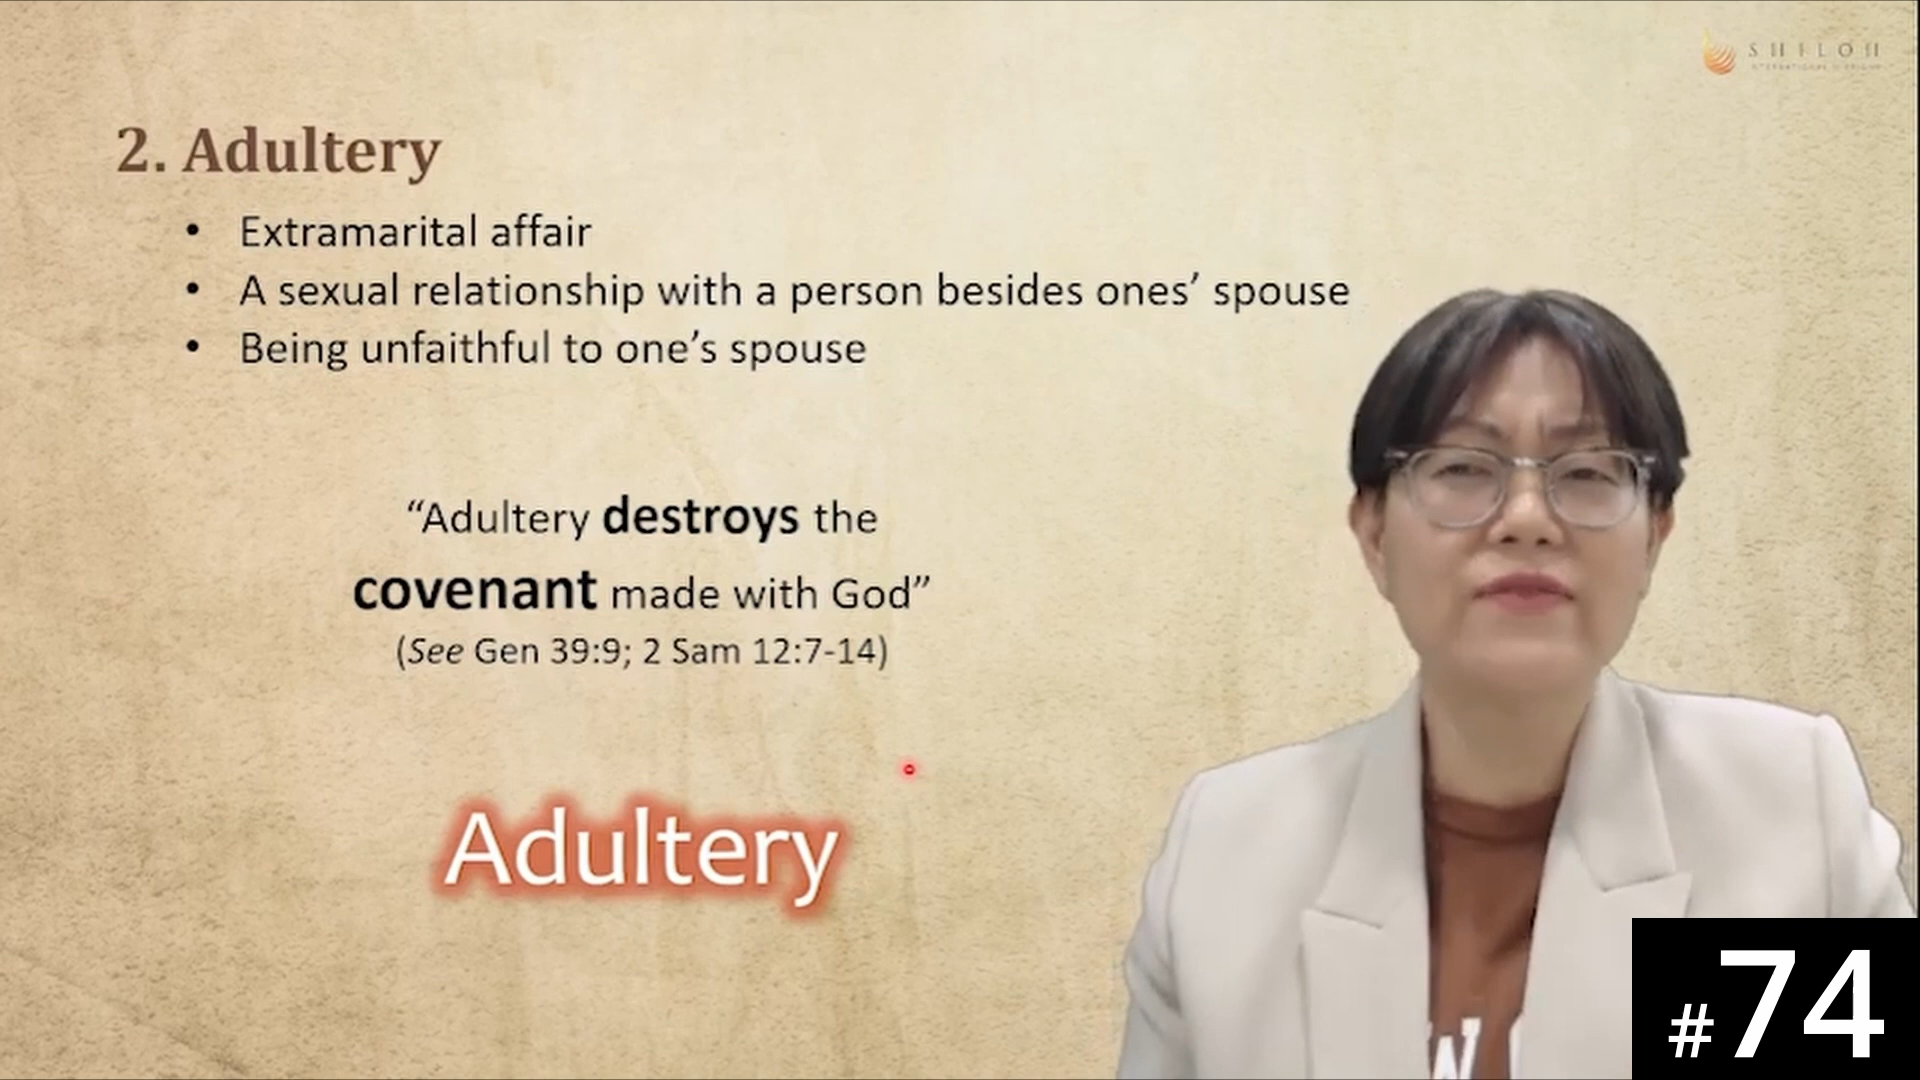 SHILOH
2. Adultery
• Extramarital affair
• A sexual relationship with a person besides ones’ spouse
• Being unfaithful to one’s spouse
“Adultery destroys the
covenant made with God”
(See Gen 39:9; 2 Sam 12:7-14)
Adultery
#74